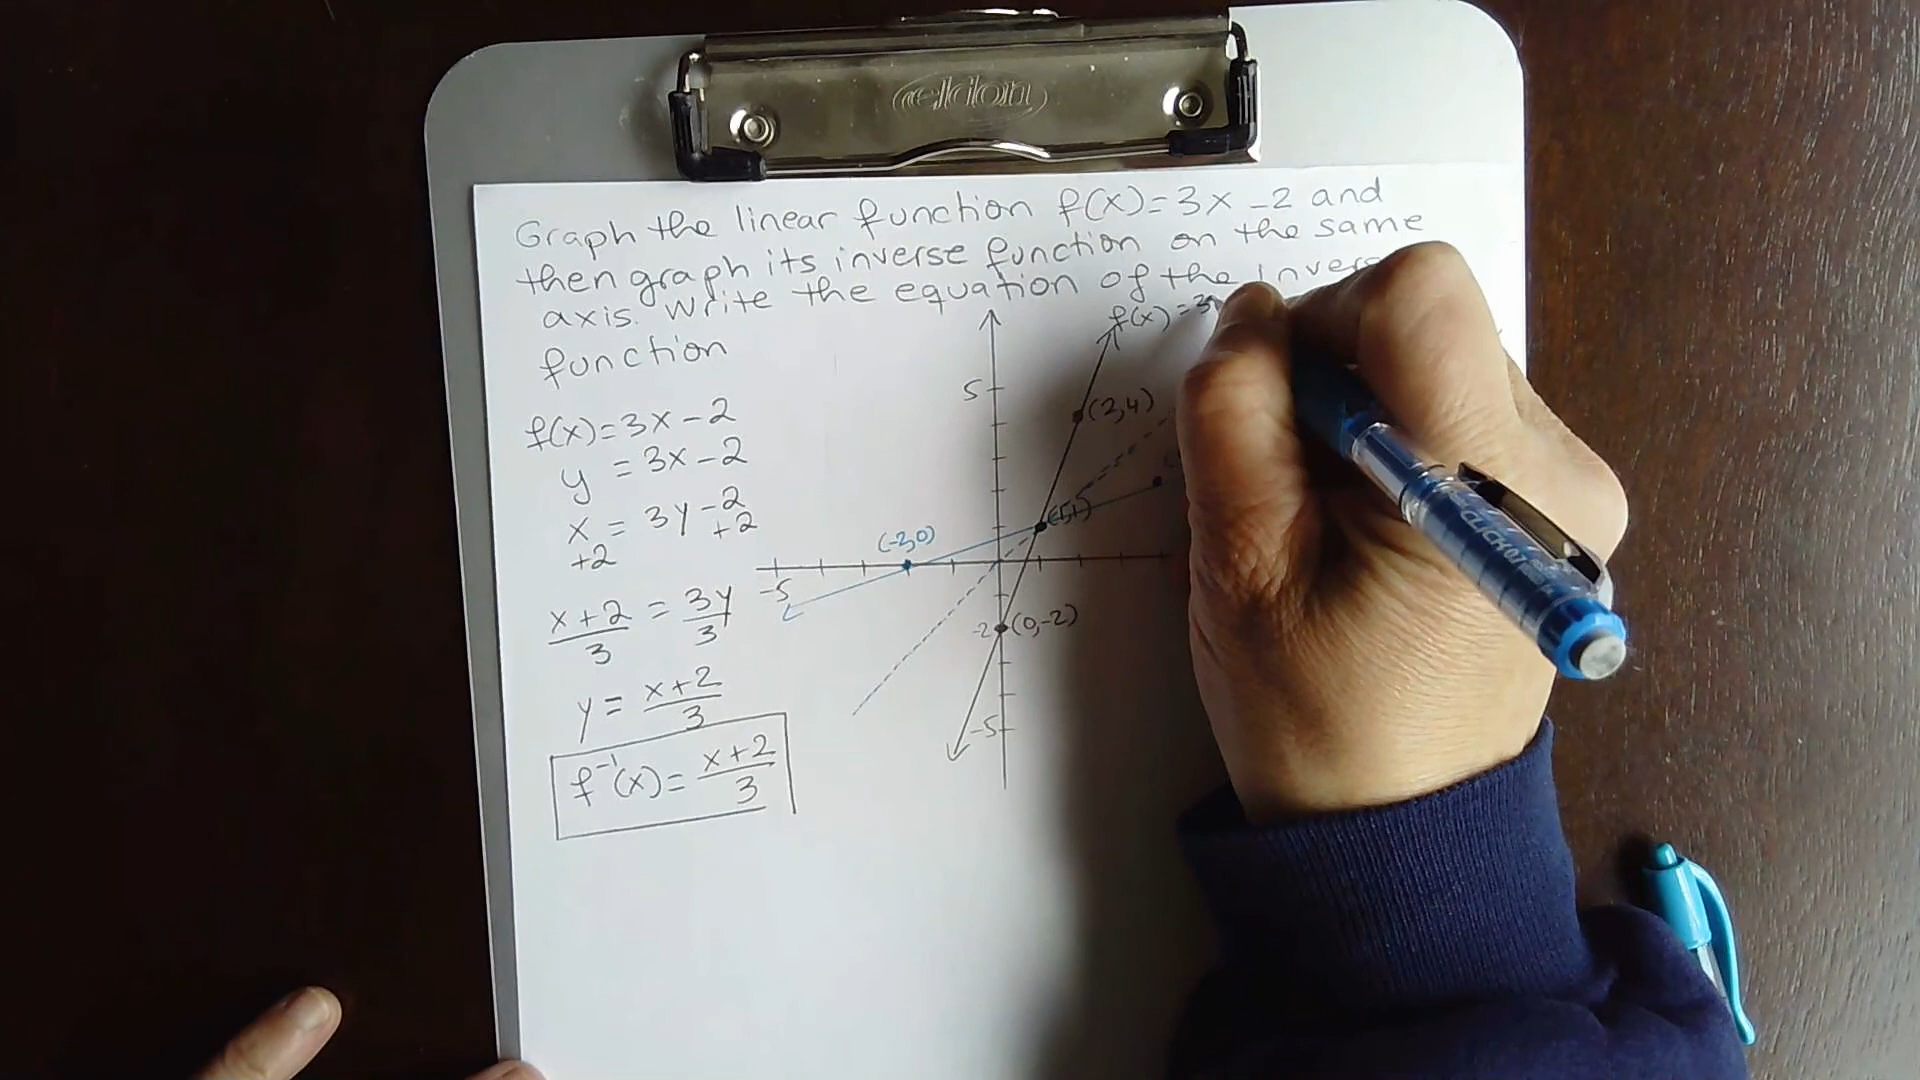 eldon
Graph the linear function f(x)=3x-2 and
then graph its inverse function on the same
axis. Write the equation of the
function
f(x)=3x-2
y = 3x-2
x = 3y-2
+2 +2
x+2 = 3y
3 3
y = x+2
3
f⁻¹(x) = x+2
3
f(x)=3
5
(2,4)
(-2,0)
-5
-2
(0,-2)
-5